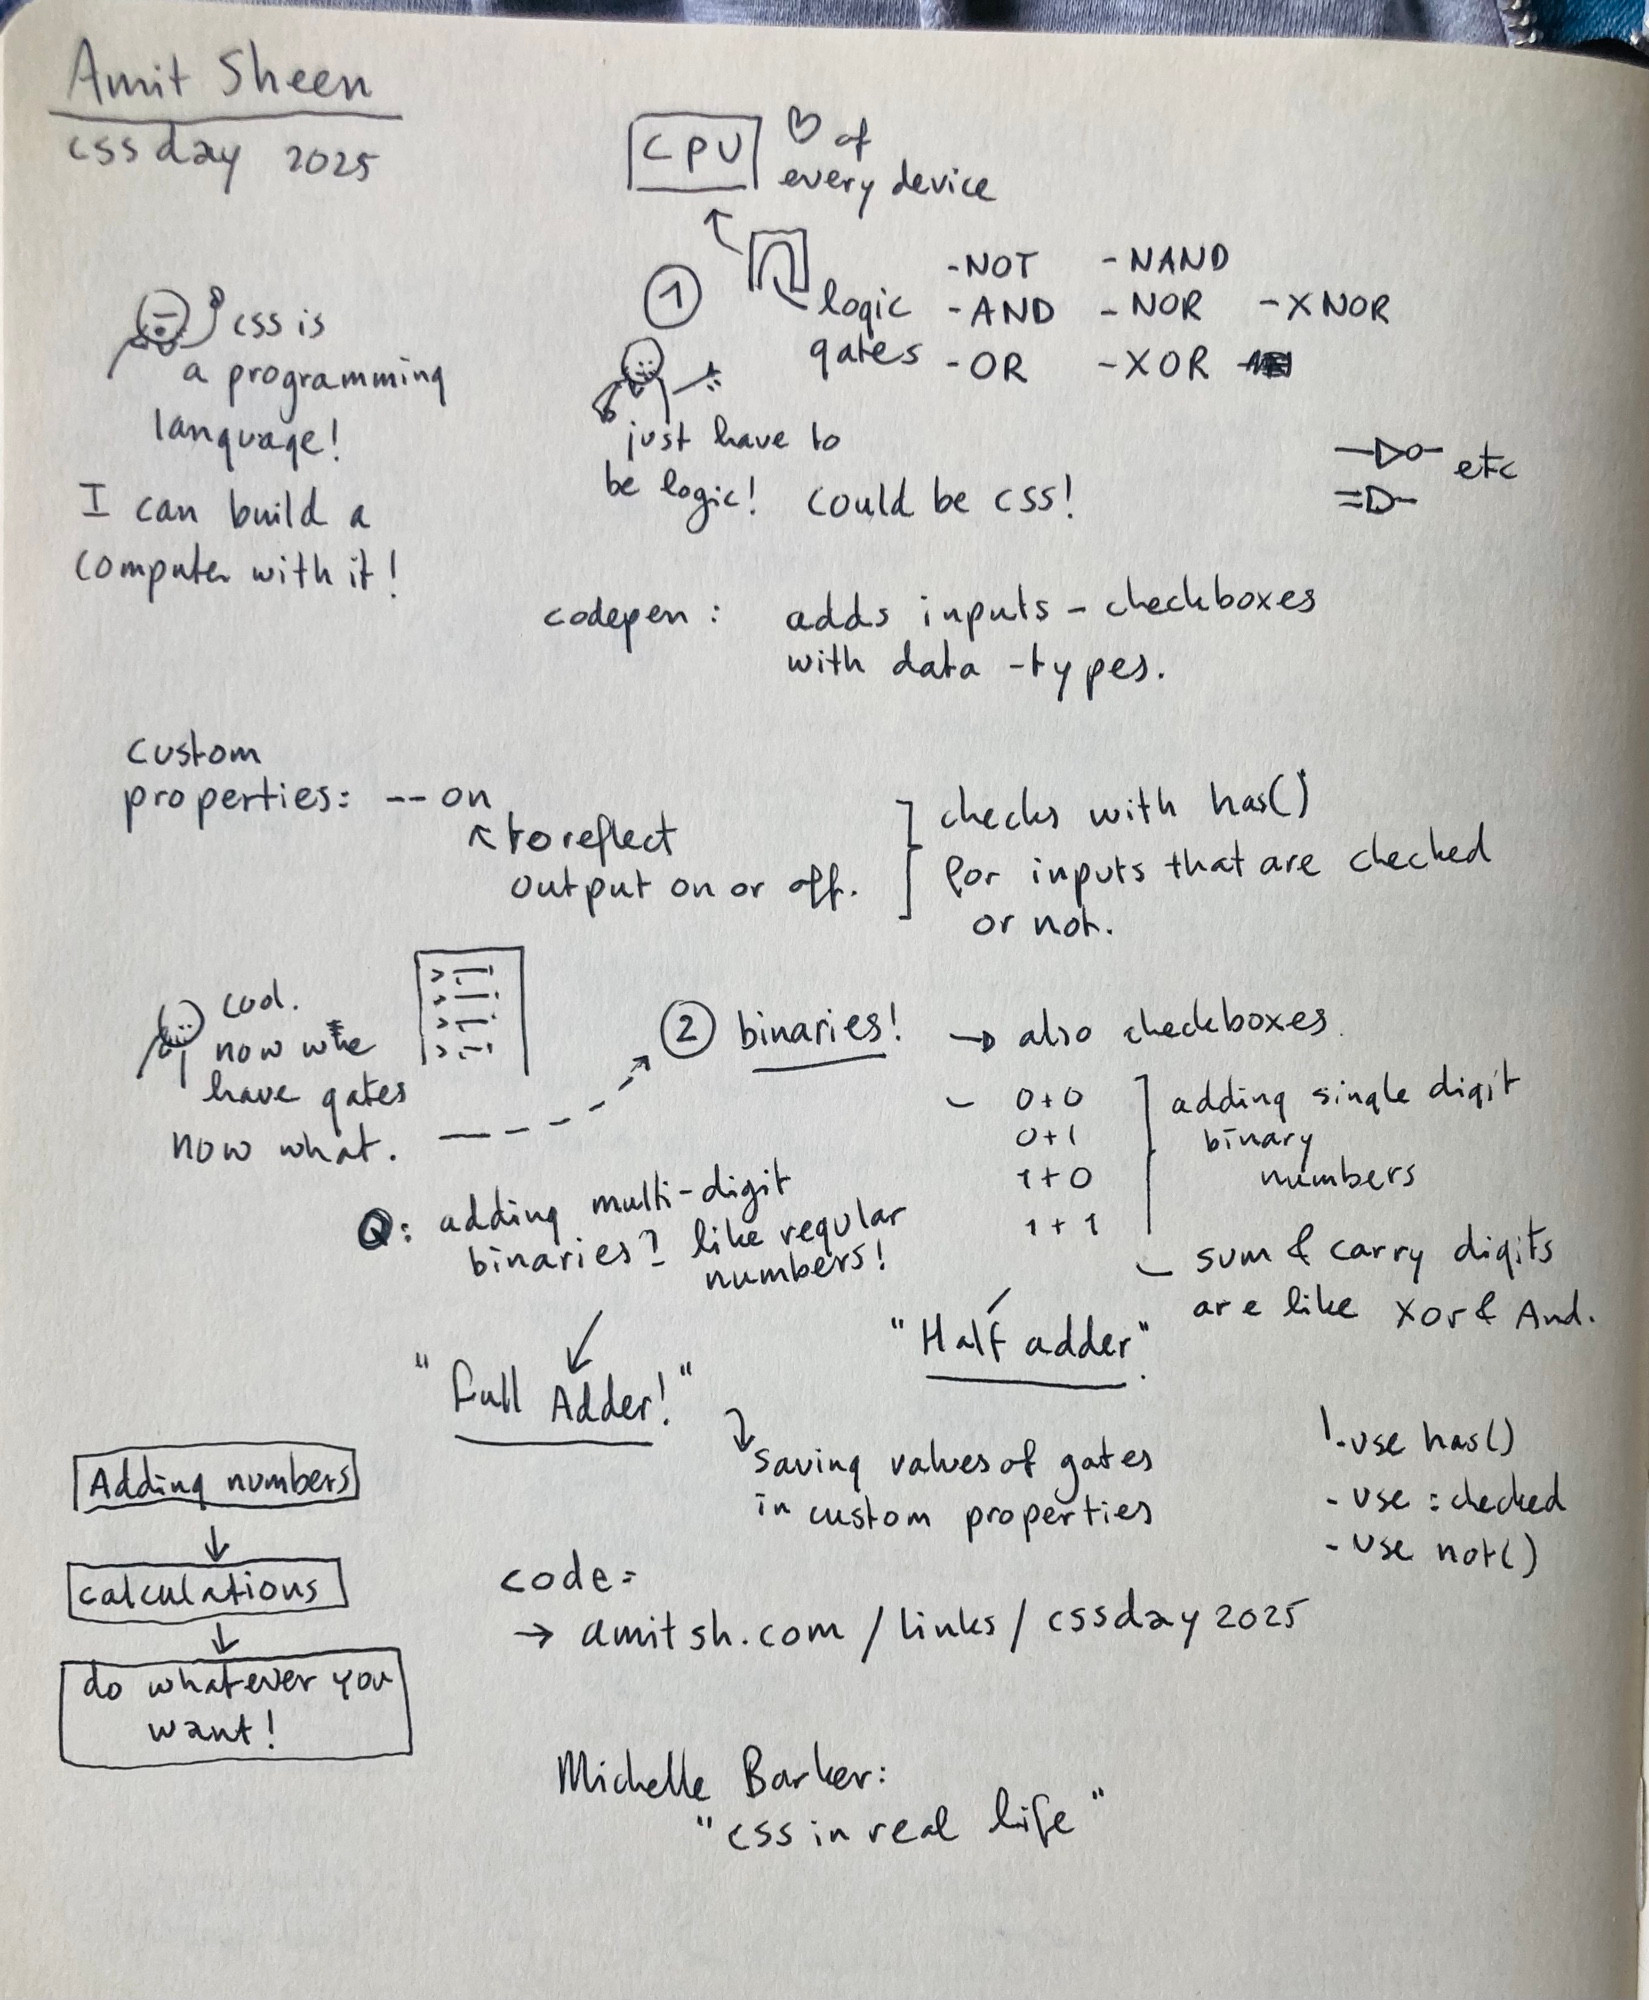 Amit Sheen
css day 2025
CPU
♡ of
every device
css is
a programming
language!
I can build a
computer with it!
1
logic
gates
-NOT -NAND
-AND -NOR -XNOR
-OR -XOR
just have to
be logic! could be css!
etc
codepen: adds inputs - checkboxes
with data-types.
custom
properties: --on
to reflect
output on or off.
checks with has()
for inputs that are checked
or not.
cool.
now we
have gates
now what.
2 binaries! → also checkboxes.
- 0+0
0+1
1+0
1+1
adding single digit
binary
numbers
- sum & carry digits
are like Xor & And.
Q: adding multi-digit
binaries? like regular
numbers!
"Half adder".
"Full Adder!"
saving values of gates
in custom properties
!-use has()
-use :checked
-use not()
Adding numbers
↓
calculations
↓
do whatever you
want!
code:
→ amitsh.com/links/cssday2025
Michelle Barker:
"css in real life"